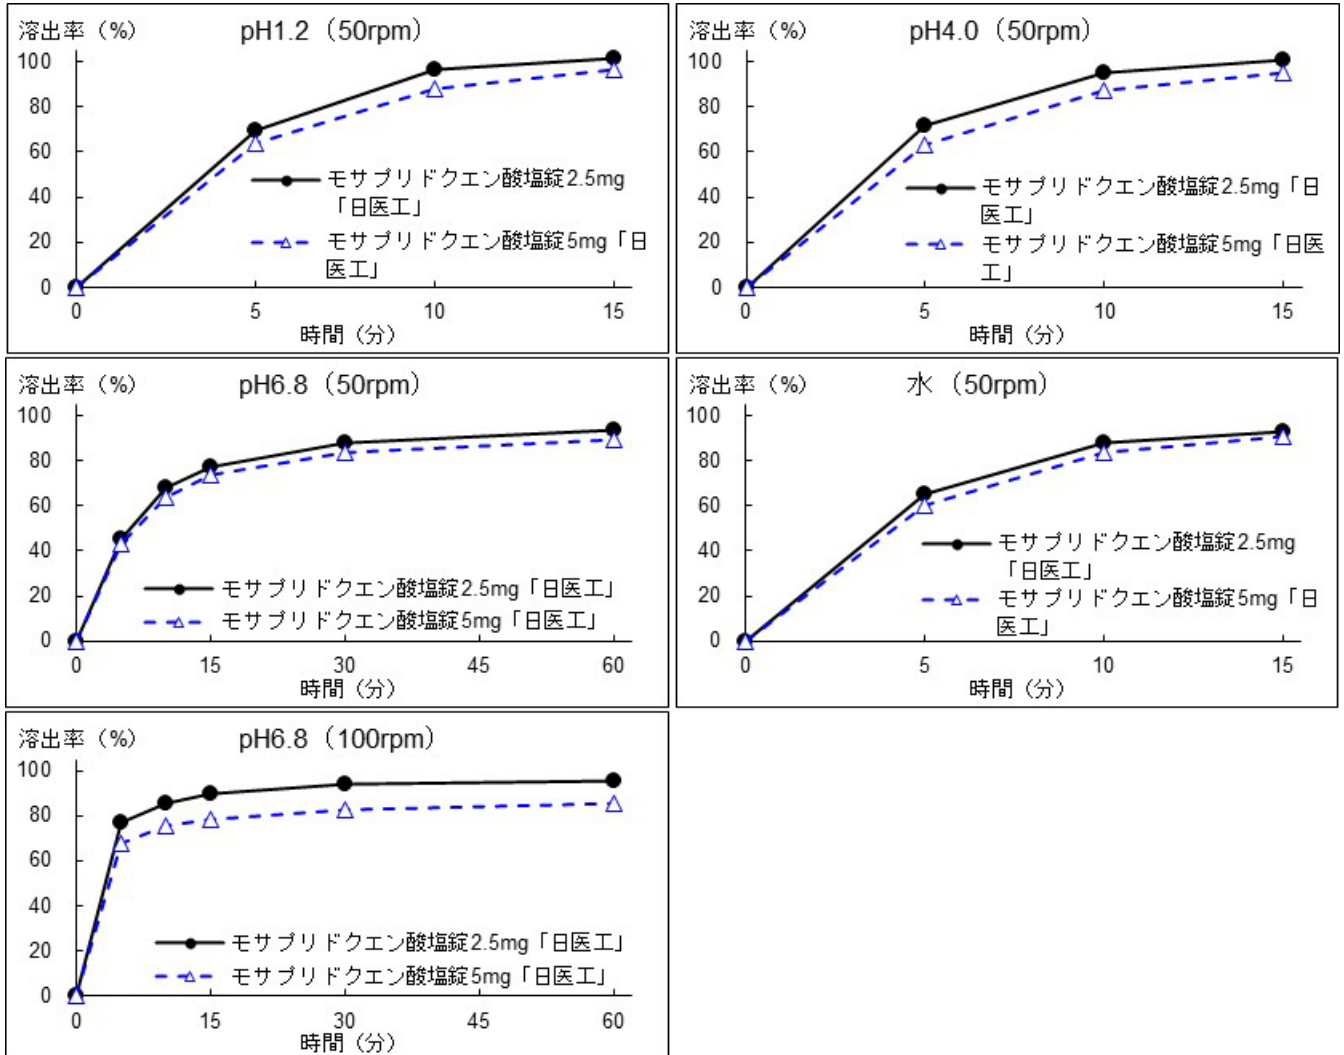 溶出率（%）
pH1.2（50rpm）
100
80
60
40
20
0
モサプリドクエン酸塩錠2.5mg
「日医工」
モサプリドクエン酸塩錠5mg「日
医工」
0 5 10 15
時間（分）
溶出率（%）
pH4.0（50rpm）
100
80
60
40
20
0
モサプリドクエン酸塩錠2.5mg「日
医工」
モサプリドクエン酸塩錠5mg「日医
工」
0 5 10 15
時間（分）
溶出率（%）
pH6.8（50rpm）
100
80
60
40
20
0
モサプリドクエン酸塩錠2.5mg「日医工」
モサプリドクエン酸塩錠5mg「日医工」
0 15 30 45 60
時間（分）
溶出率（%）
水（50rpm）
100
80
60
40
20
0
モサプリドクエン酸塩錠2.5mg
「日医工」
モサプリドクエン酸塩錠5mg「日
医工」
0 5 10 15
時間（分）
溶出率（%）
pH6.8（100rpm）
100
80
60
40
20
0
モサプリドクエン酸塩錠2.5mg「日医工」
モサプリドクエン酸塩錠5mg「日医工」
0 15 30 45 60
時間（分）